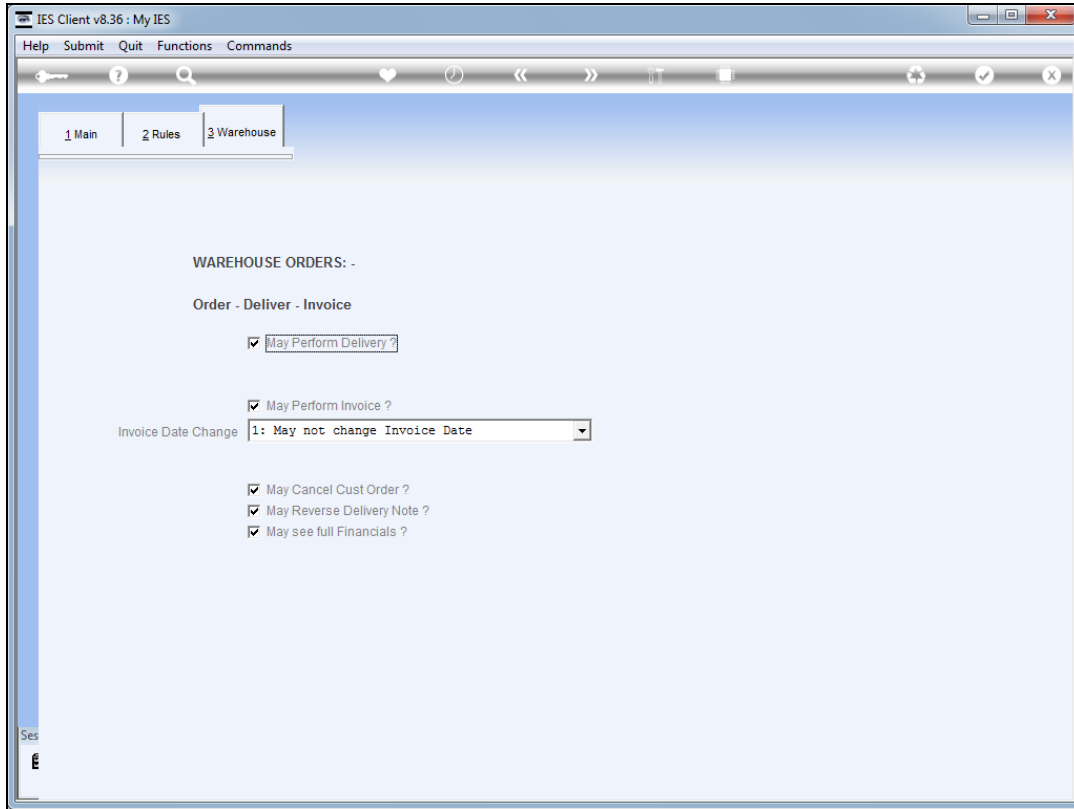 IES Client v8.36 : My IES
Help Submit Quit Functions Commands
1 Main 2 Rules 3 Warehouse
WAREHOUSE ORDERS: -
Order - Deliver - Invoice
May Perform Delivery ?
May Perform Invoice ?
Invoice Date Change 1: May not change Invoice Date
May Cancel Cust Order ?
May Reverse Delivery Note ?
May see full Financials ?
Ses